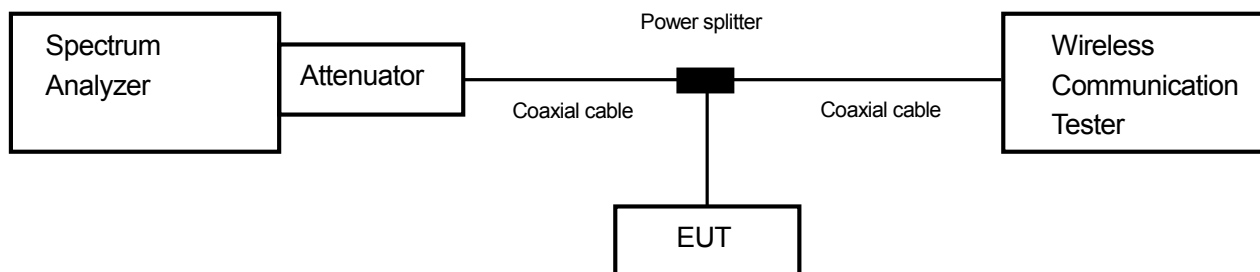 Power splitter
Spectrum
Analyzer
Attenuator
Wireless
Communication
Tester
Coaxial cable
Coaxial cable
EUT